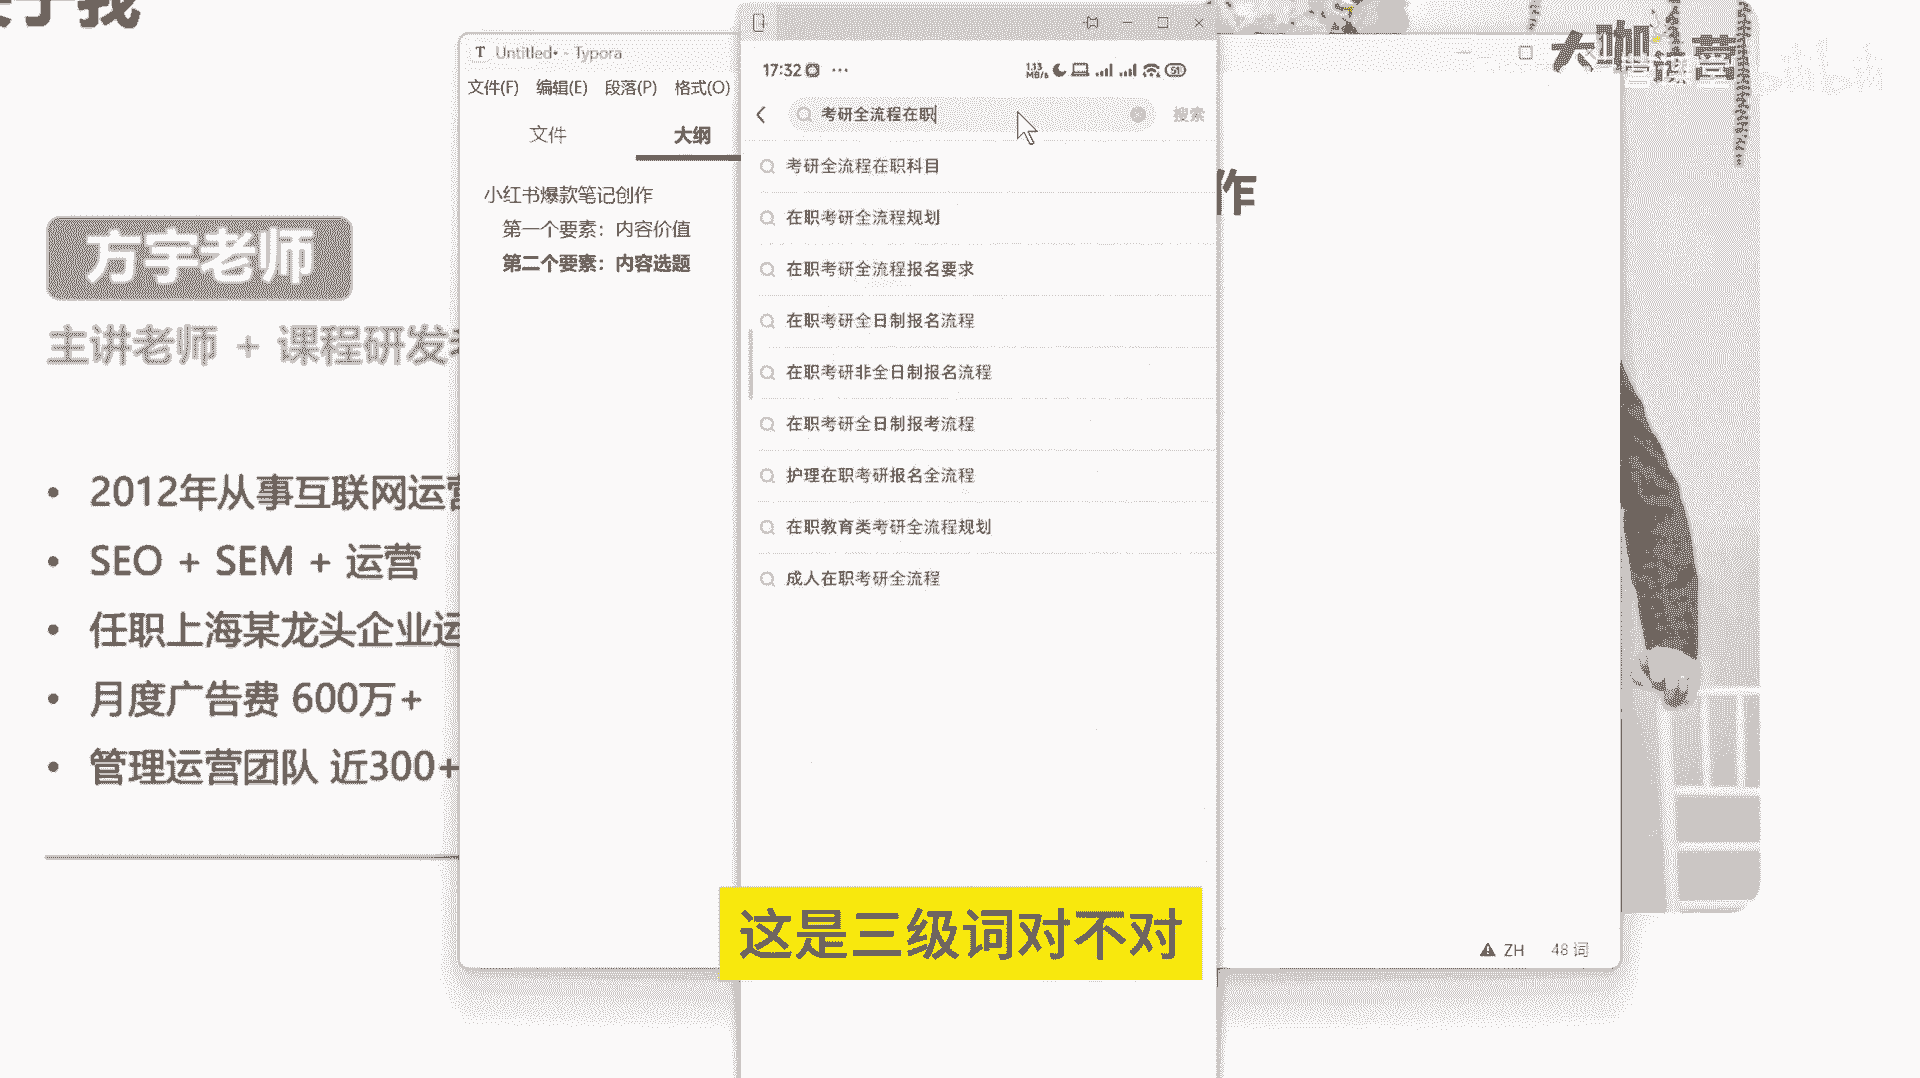 于我
方宇老师
主讲老师 + 课程研发
• 2012年从事互联网运营
• SEO + SEM + 运营
• 任职上海某龙头企业运
• 月度广告费 600万+
• 管理运营团队 近300+
T Untitled• - Typora
文件(F) 编辑(E) 段落(P) 格式(O)
文件 大纲
小红书爆款笔记创作
第一个要素：内容价值
第二个要素：内容选题
17:32 ···
1.13 MB/s 51
考研全流程在职 搜索
考研全流程在职科目
在职考研全流程规划
在职考研全流程报名要求
在职考研全日制报名流程
在职考研非全日制报名流程
在职考研全日制报考流程
护理在职考研报名全流程
在职教育类考研全流程规划
成人在职考研全流程
作
大咖运营
ZH 48 词
这是三级词对不对